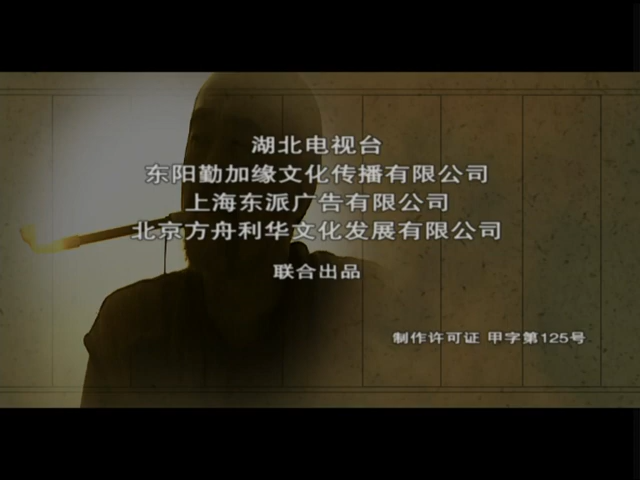 湖北电视台
东阳勤加缘文化传播有限公司
上海东派广告有限公司
北京方舟利华文化发展有限公司
联合出品
制作许可证 甲字第125号